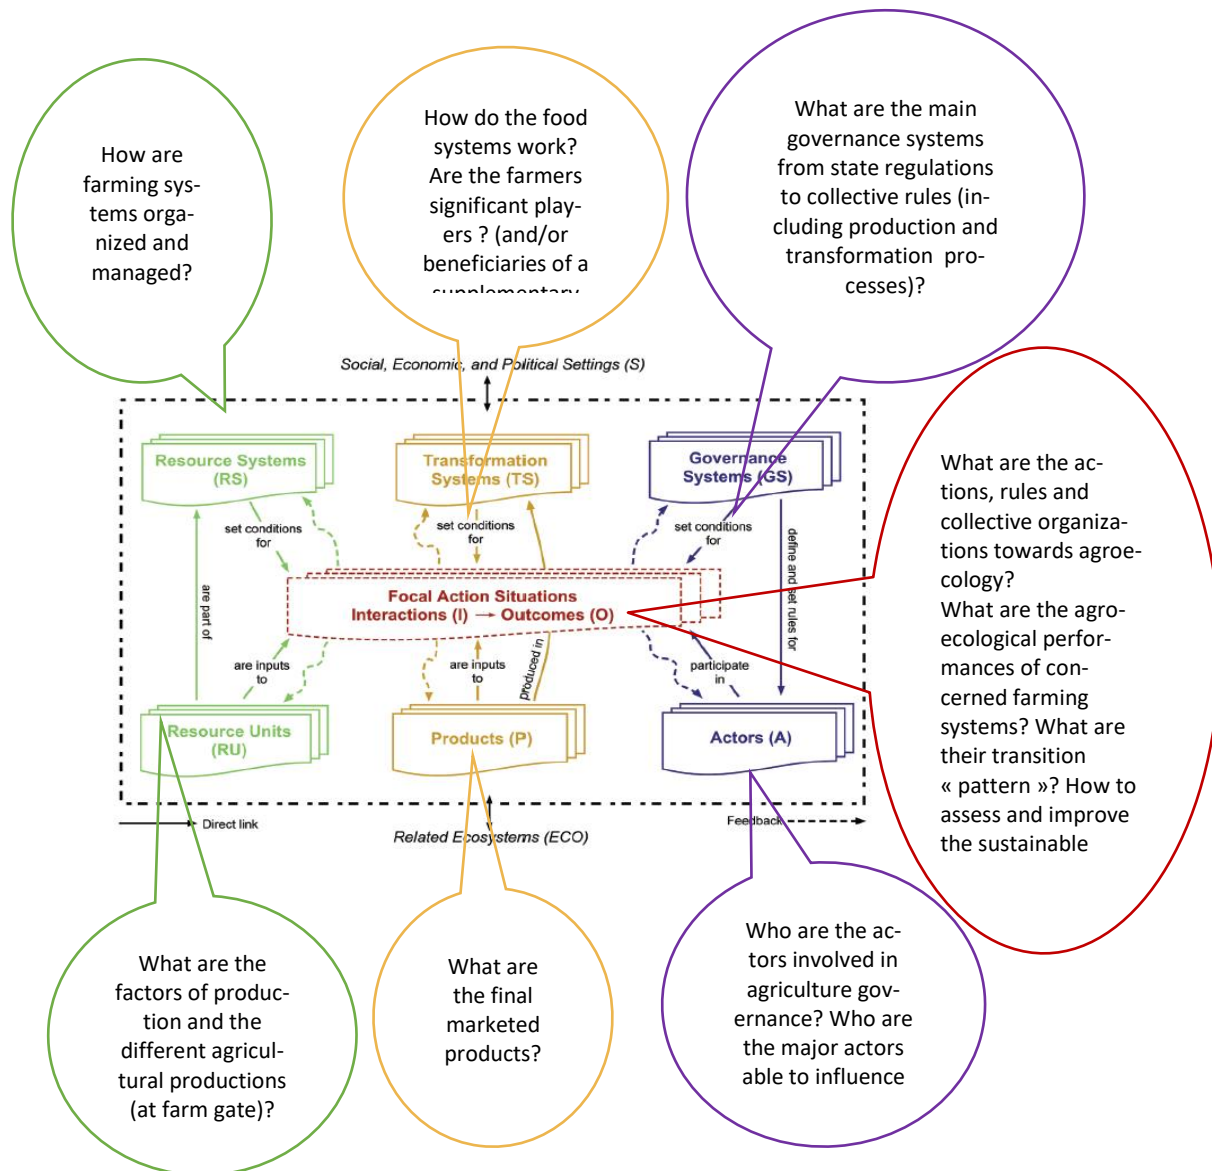 How are
farming sys-
tems orga-
nized and
managed?
How do the food
systems work?
Are the farmers
significant play-
ers ? (and/or
beneficiaries of a
supplementary
What are the main
governance systems
from state regulations
to collective rules (in-
cluding production and
transformation pro-
cesses)?
Social, Economic, and Political Settings (S)
Resource Systems
(RS)
Transformation
Systems (TS)
Governance
Systems (GS)
set conditions
for
set conditions
for
set conditions
for
are part of
define and set rules for
Focal Action Situations
Interactions (I) → Outcomes (O)
are inputs
to
are inputs
to
produced in
participate
in
Resource Units
(RU)
Products (P)
Actors (A)
Direct link
Feedback
Related Ecosystems (ECO)
What are the ac-
tions, rules and
collective organiza-
tions towards agroe-
cology?
What are the agro-
ecological perfor-
mances of con-
cerned farming
systems? What are
their transition
« pattern »? How to
assess and improve
the sustainable
What are the
factors of produc-
tion and the
different agricul-
tural productions
(at farm gate)?
What are
the final
marketed
products?
Who are the ac-
tors involved in
agriculture gov-
ernance? Who are
the major actors
able to influence